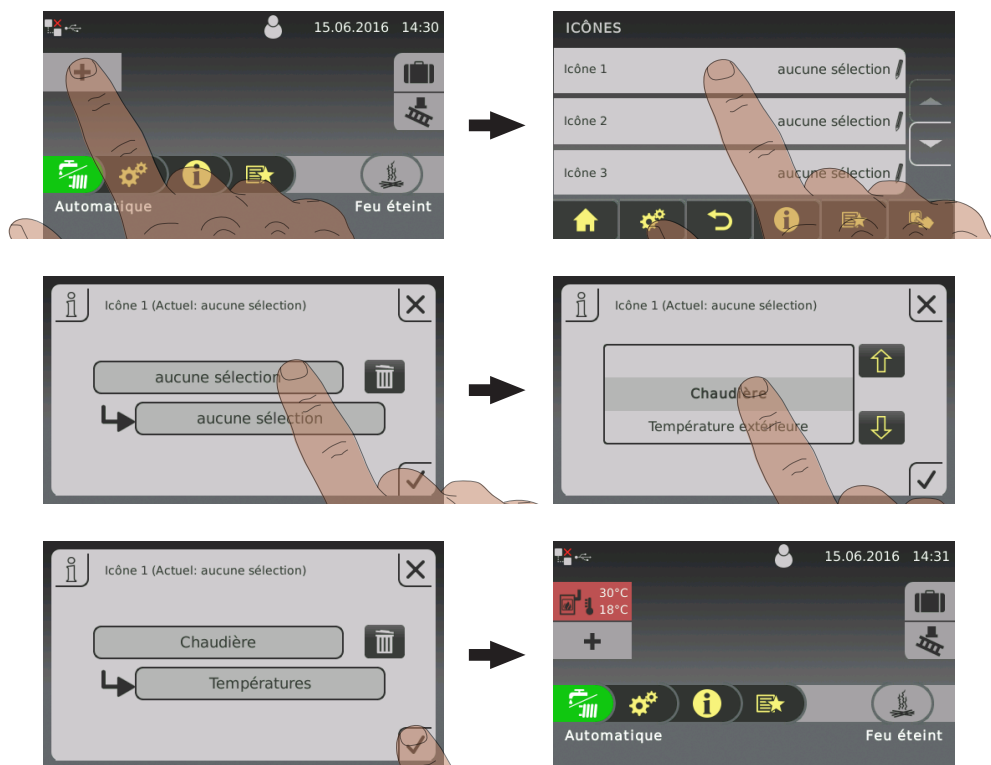 15.06.2016 14:30
Automatique
Feu éteint
ICÔNES
Icône 1 aucune sélection
Icône 2 aucune sélection
Icône 3 aucune sélection
Icône 1 (Actuel: aucune sélection)
aucune sélection
aucune sélection
Icône 1 (Actuel: aucune sélection)
Chaudière
Température extérieure
Icône 1 (Actuel: aucune sélection)
Chaudière
Températures
15.06.2016 14:31
30°C
18°C
Automatique
Feu éteint